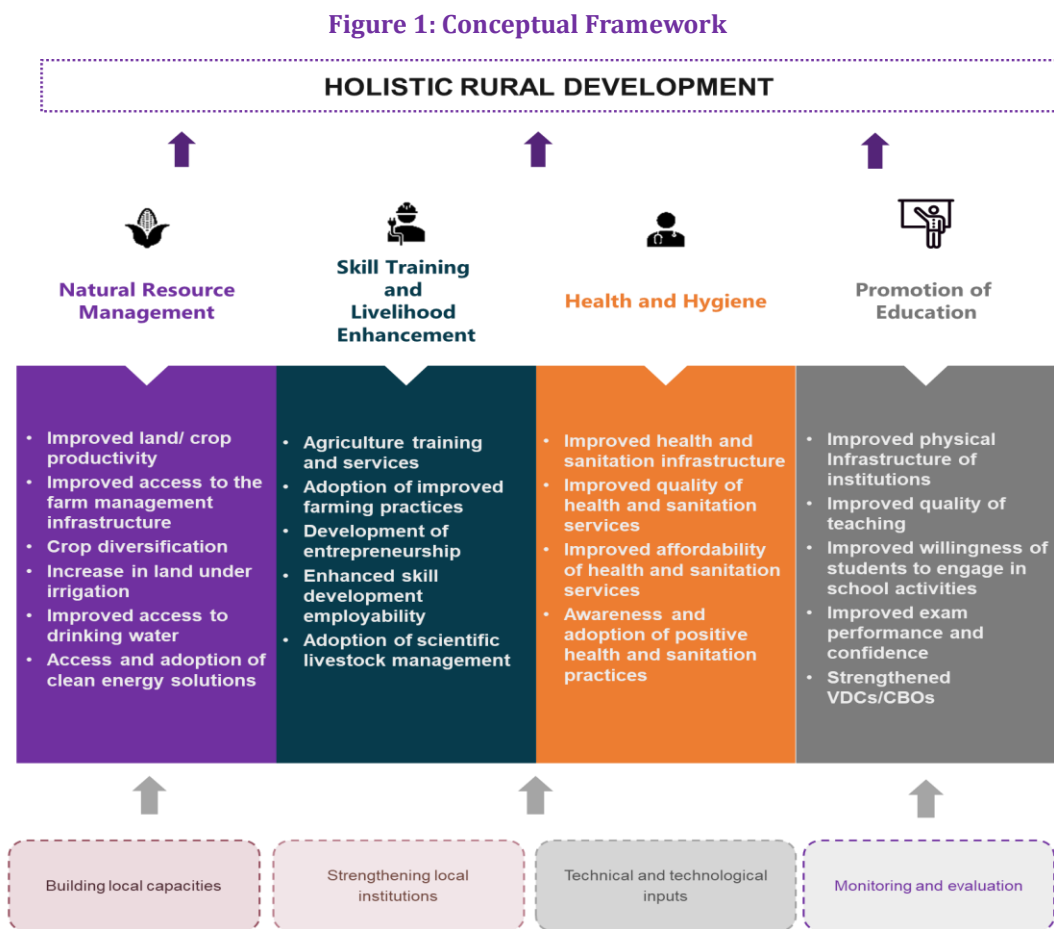 Figure 1: Conceptual Framework
HOLISTIC RURAL DEVELOPMENT
Natural Resource
Management
Skill Training
and
Livelihood
Enhancement
Health and Hygiene
Promotion of
Education
• Improved land/ crop
productivity
• Improved access to the
farm management
infrastructure
• Crop diversification
• Increase in land under
irrigation
• Improved access to
drinking water
• Access and adoption of
clean energy solutions
• Agriculture training
and services
• Adoption of improved
farming practices
• Development of
entrepreneurship
• Enhanced skill
development
employability
• Adoption of scientific
livestock management
• Improved health and
sanitation infrastructure
• Improved quality of
health and sanitation
services
• Improved affordability
of health and sanitation
services
• Awareness and
adoption of positive
health and sanitation
practices
• Improved physical
Infrastructure of
institutions
• Improved quality of
teaching
• Improved willingness of
students to engage in
school activities
• Improved exam
performance and
confidence
• Strengthened
VDCs/CBOs
Building local capacities
Strengthening local
institutions
Technical and technological
inputs
Monitoring and evaluation